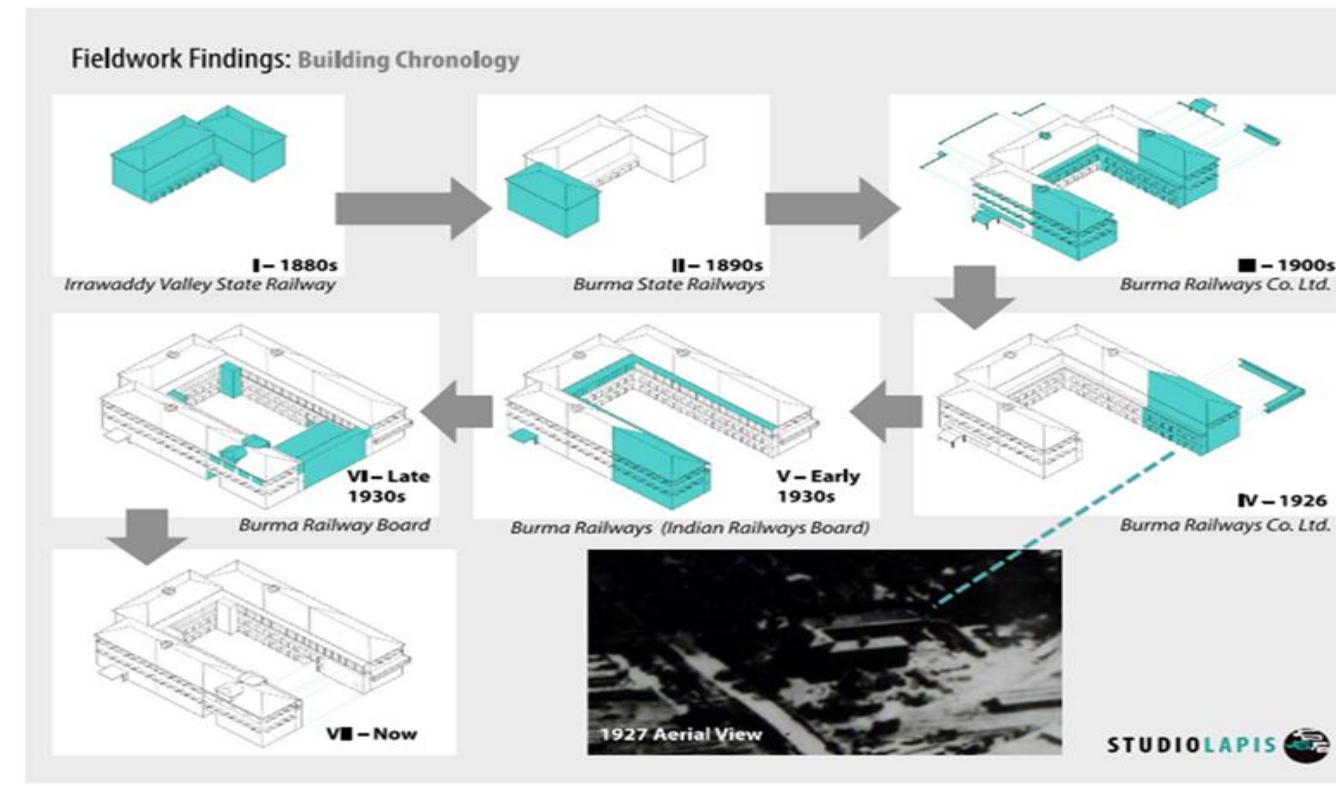 Fieldwork Findings: Building Chronology
I – 1880s
Irrawaddy Valley State Railway
II – 1890s
Burma State Railways
III – 1900s
Burma Railways Co. Ltd.
IV – 1926
Burma Railways Co. Ltd.
V – Early
1930s
Burma Railways (Indian Railways Board)
VI – Late
1930s
Burma Railway Board
VII – Now
1927 Aerial View
STUDIOLAPIS